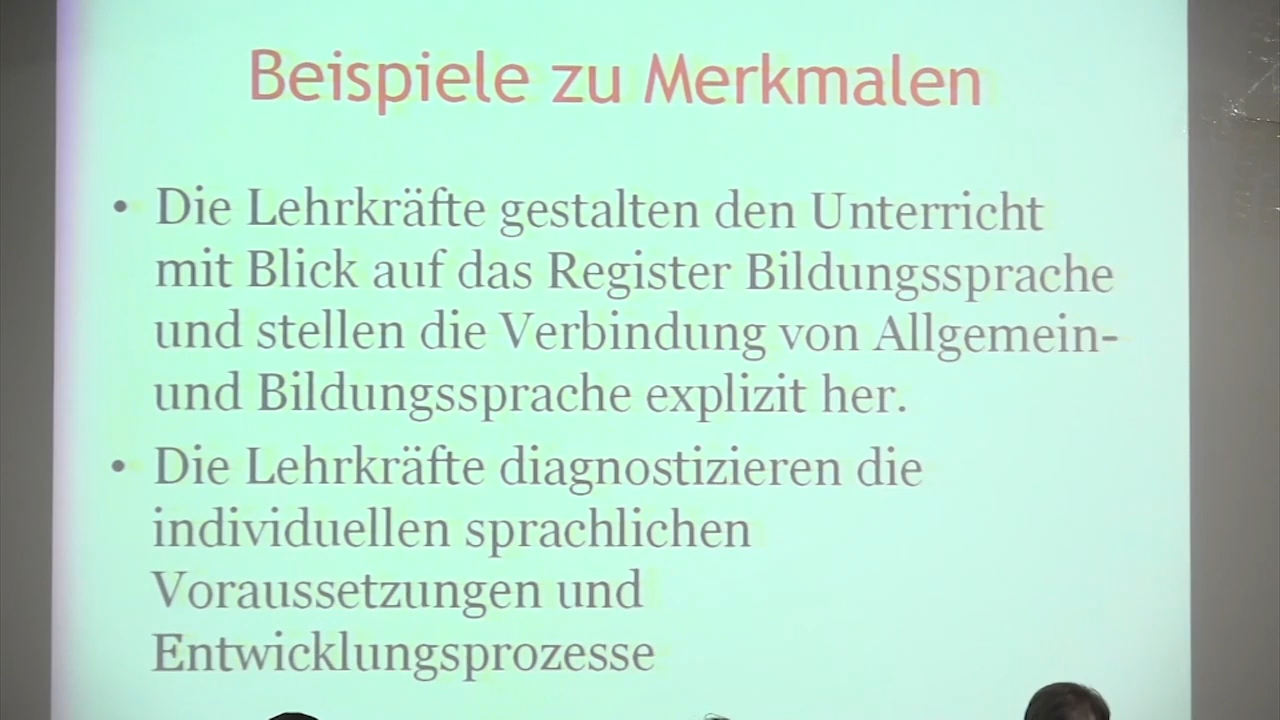 Beispiele zu Merkmalen
• Die Lehrkräfte gestalten den Unterricht
mit Blick auf das Register Bildungssprache
und stellen die Verbindung von Allgemein-
und Bildungssprache explizit her.
• Die Lehrkräfte diagnostizieren die
individuellen sprachlichen
Voraussetzungen und
Entwicklungsprozesse